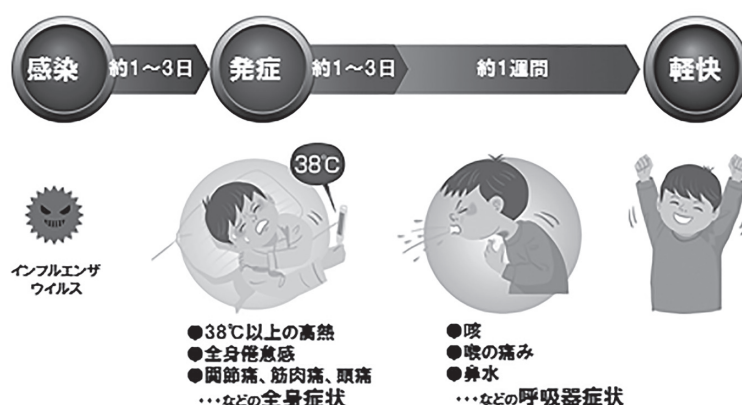 感染
約1～3日
発症
約1～3日
約1週間
軽快
38℃
インフルエンザ
ウイルス
●38℃以上の高熱
●全身倦怠感
●関節痛、筋肉痛、頭痛
…などの全身症状
●咳
●喉の痛み
●鼻水
…などの呼吸器症状